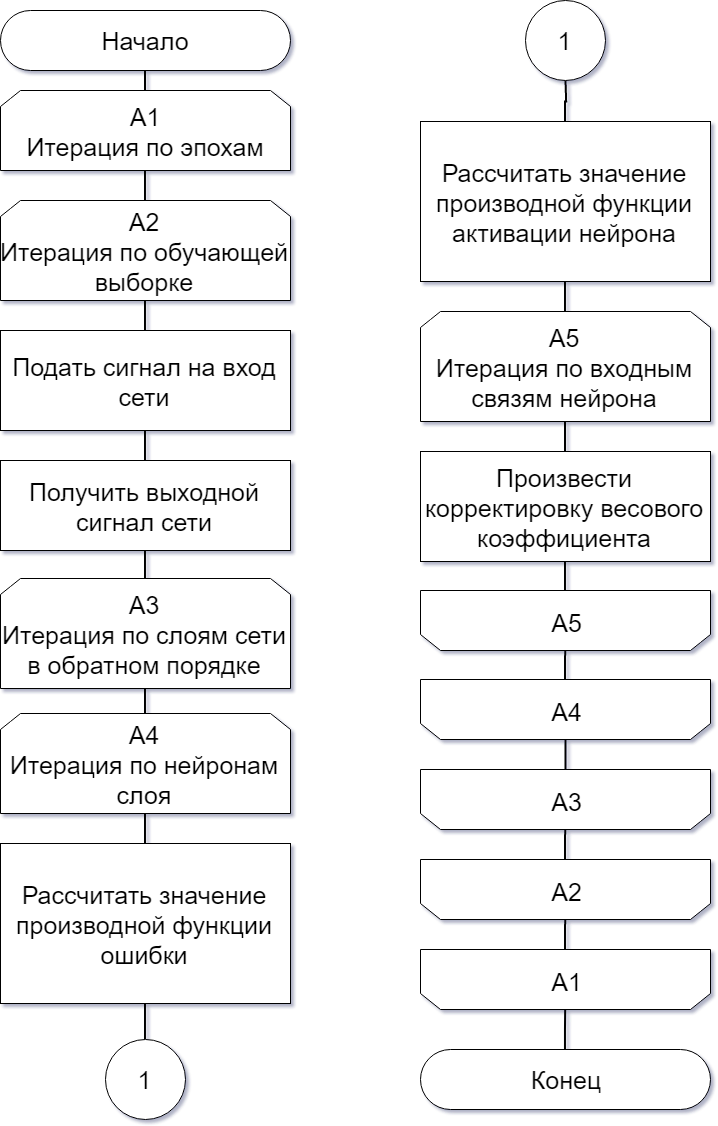 Начало
A1
Итерация по эпохам
A2
Итерация по обучающей
выборке
Подать сигнал на вход
сети
Получить выходной
сигнал сети
A3
Итерация по слоям сети
в обратном порядке
A4
Итерация по нейронам
слоя
Рассчитать значение
производной функции
ошибки
1
1
Рассчитать значение
производной функции
активации нейрона
A5
Итерация по входным
связям нейрона
Произвести
корректировку весового
коэффициента
A5
A4
A3
A2
A1
Конец